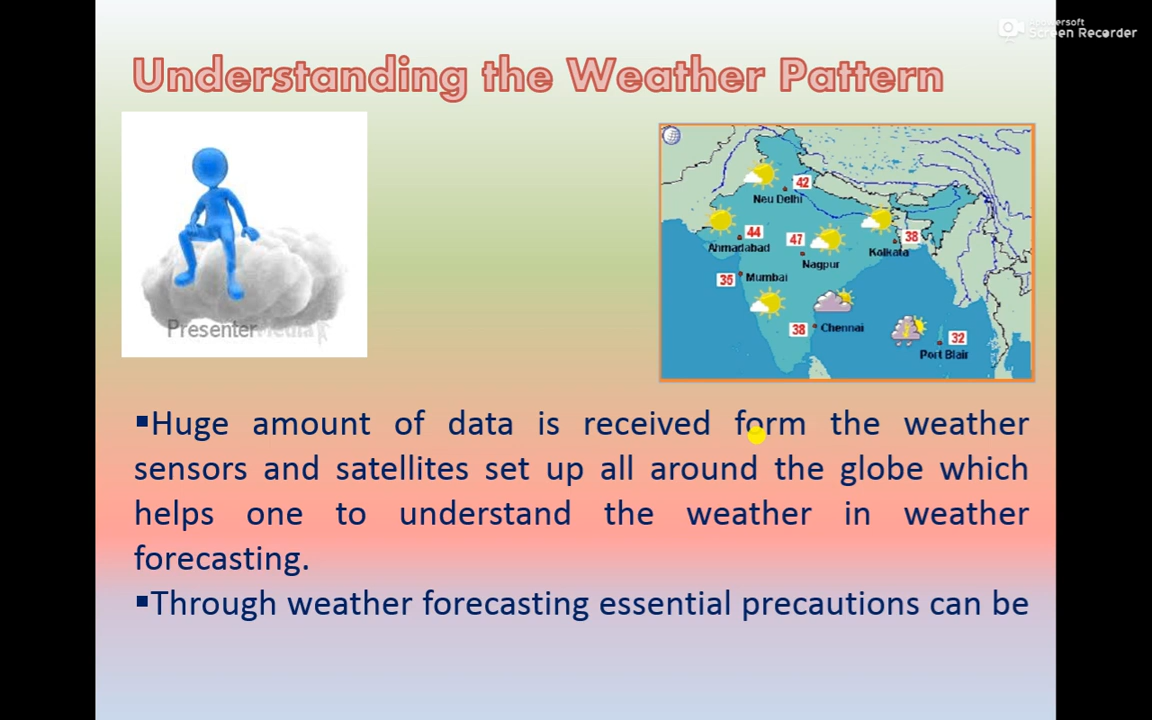 Apowersoft
Screen Recorder
Understanding the Weather Pattern
PresenterMedia
42
Neu Delhi
44
Ahmadabad
47
Nagpur
38
Kolkata
35
Mumbai
38
Chennai
32
Port Blair
▪Huge amount of data is received form the weather
sensors and satellites set up all around the globe which
helps one to understand the weather in weather
forecasting.
▪Through weather forecasting essential precautions can be